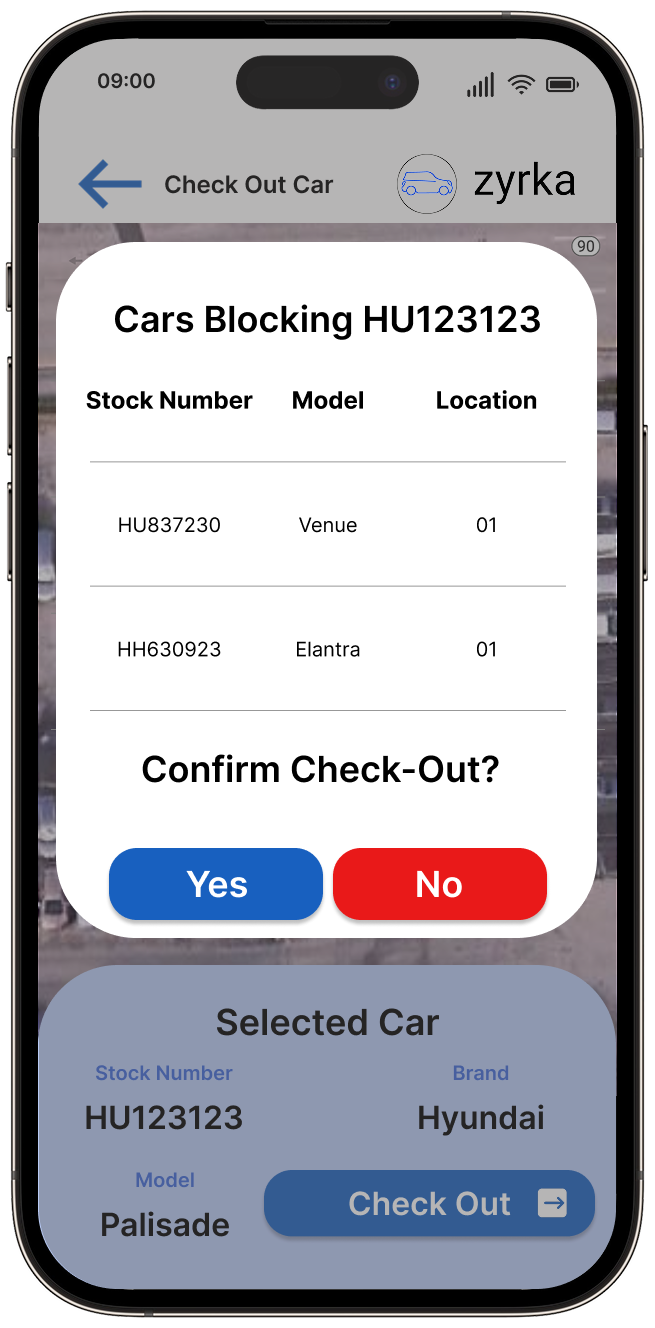 09:00
Check Out Car
zyrka
90
Cars Blocking HU123123
Stock Number Model Location
HU837230 Venue 01
HH630923 Elantra 01
Confirm Check-Out?
Yes No
Selected Car
Stock Number Brand
HU123123 Hyundai
Model
Check Out
Palisade